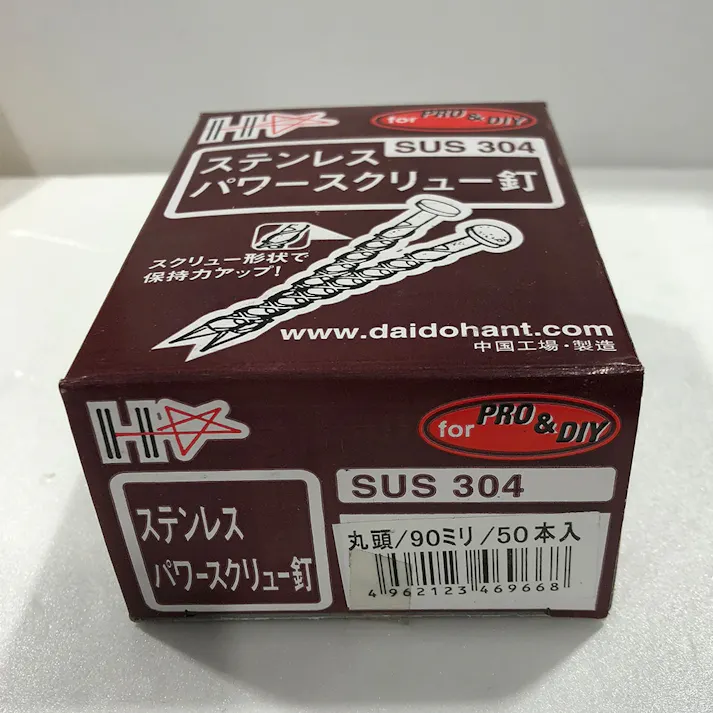 for PRO & DIY
SUS 304
ステンレス
パワースクリュー釘
スクリュー形状で
保持力アップ!
www.daidohant.com
中国工場・製造
for PRO & DIY
SUS 304
ステンレス
パワースクリュー釘
丸頭/90ミリ/50本入
4 962123 469668